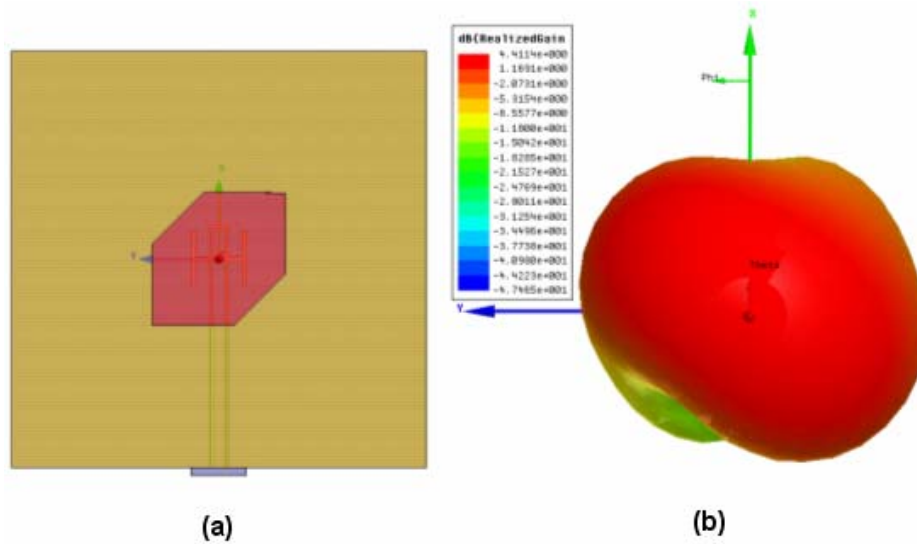 dB(RealizedGain
4.4114e+000
1.1691e+000
-2.0731e+000
-5.3154e+000
-8.5577e+000
-1.1800e+001
-1.5042e+001
-1.8285e+001
-2.1527e+001
-2.4769e+001
-2.8011e+001
-3.1254e+001
-3.4496e+001
-3.7738e+001
-4.0980e+001
-4.4223e+001
-4.7465e+001
X
Phi
Theta
Y
Y
(a)
(b)